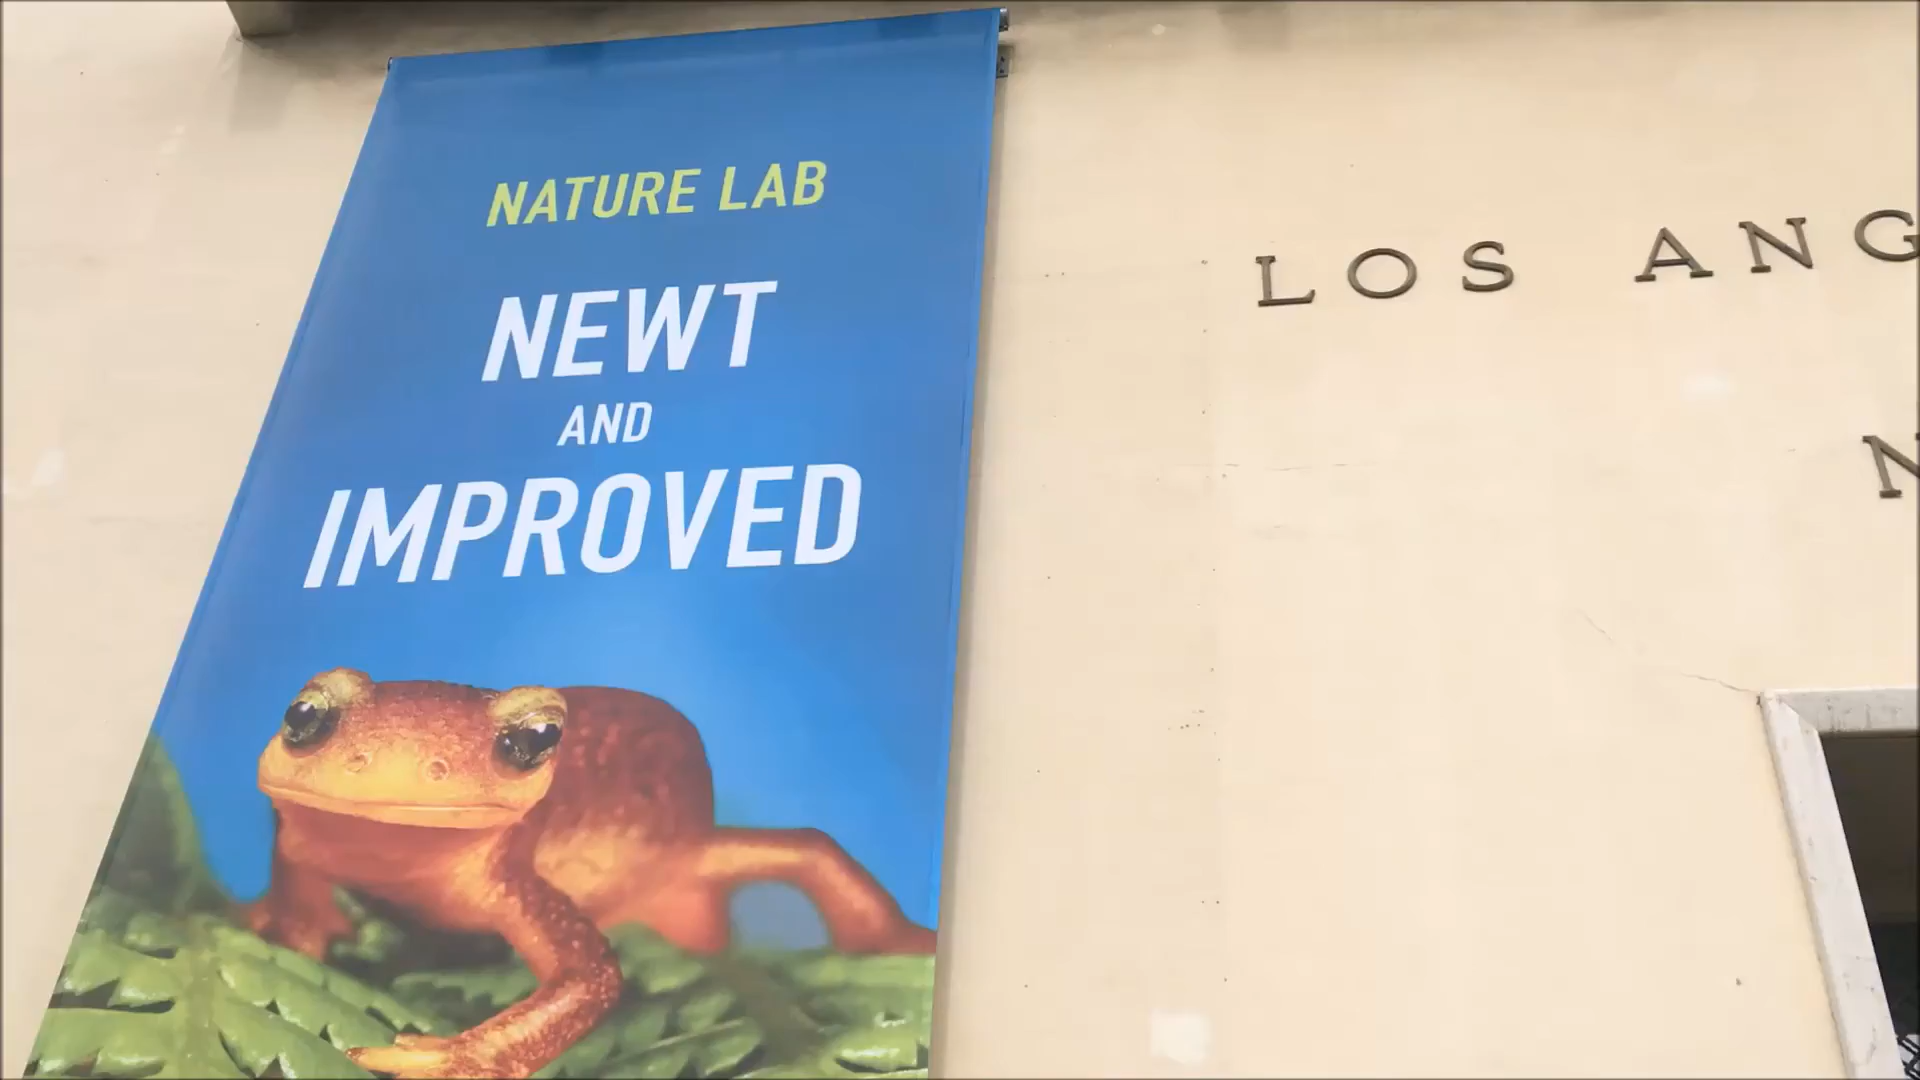 NATURE LAB
NEWT
AND
IMPROVED
LOS ANG
N